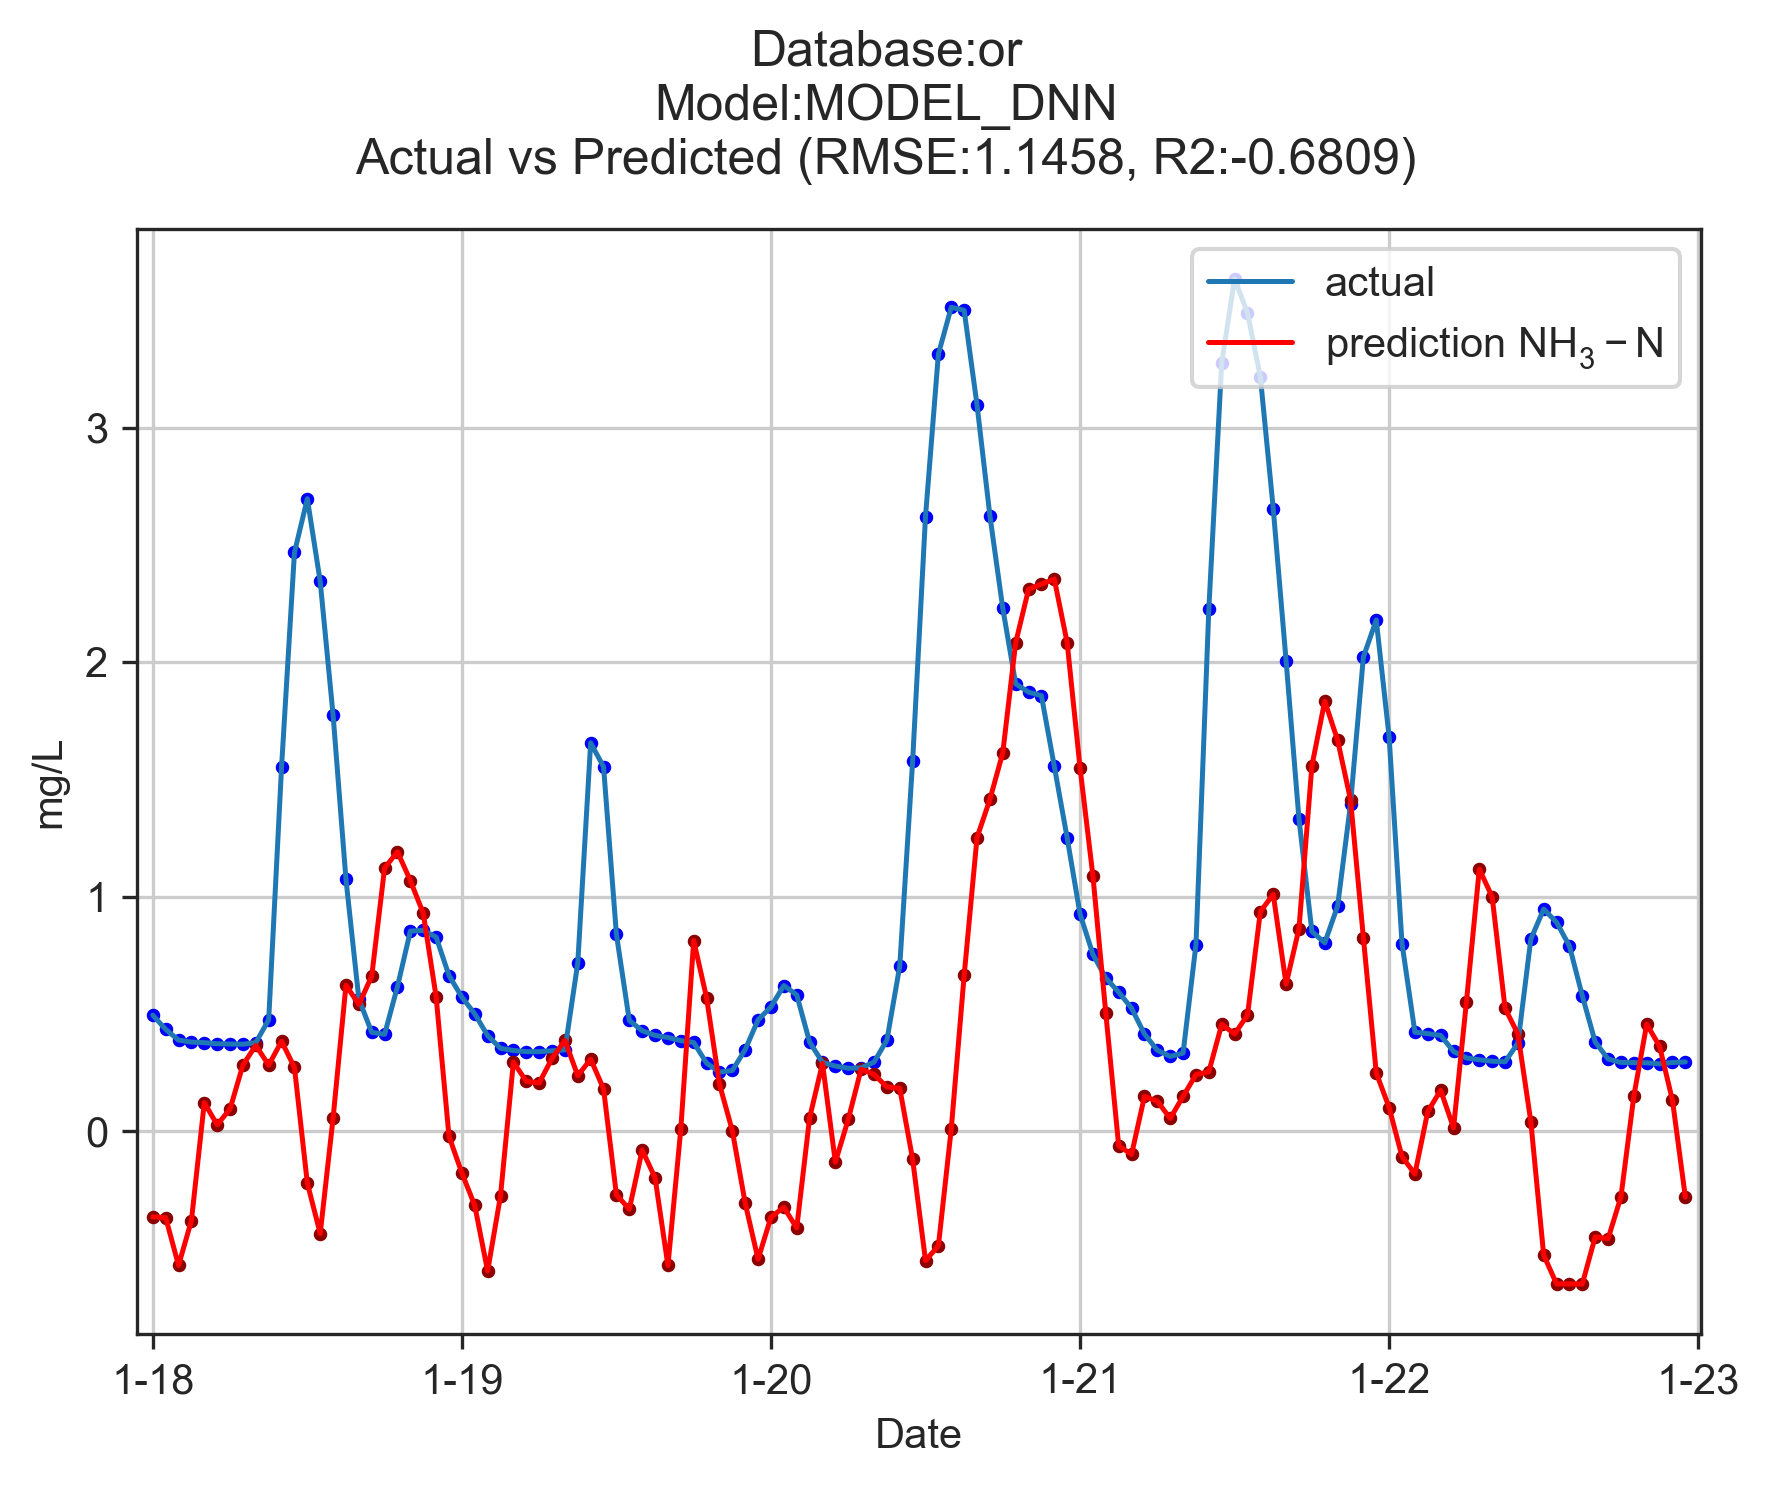 Database:or
Model:MODEL_DNN
Actual vs Predicted (RMSE:1.1458, R2:-0.6809)
actual
prediction NH₃ − N
3
2
1
0
mg/L
1-18 1-19 1-20 1-21 1-22 1-23
Date